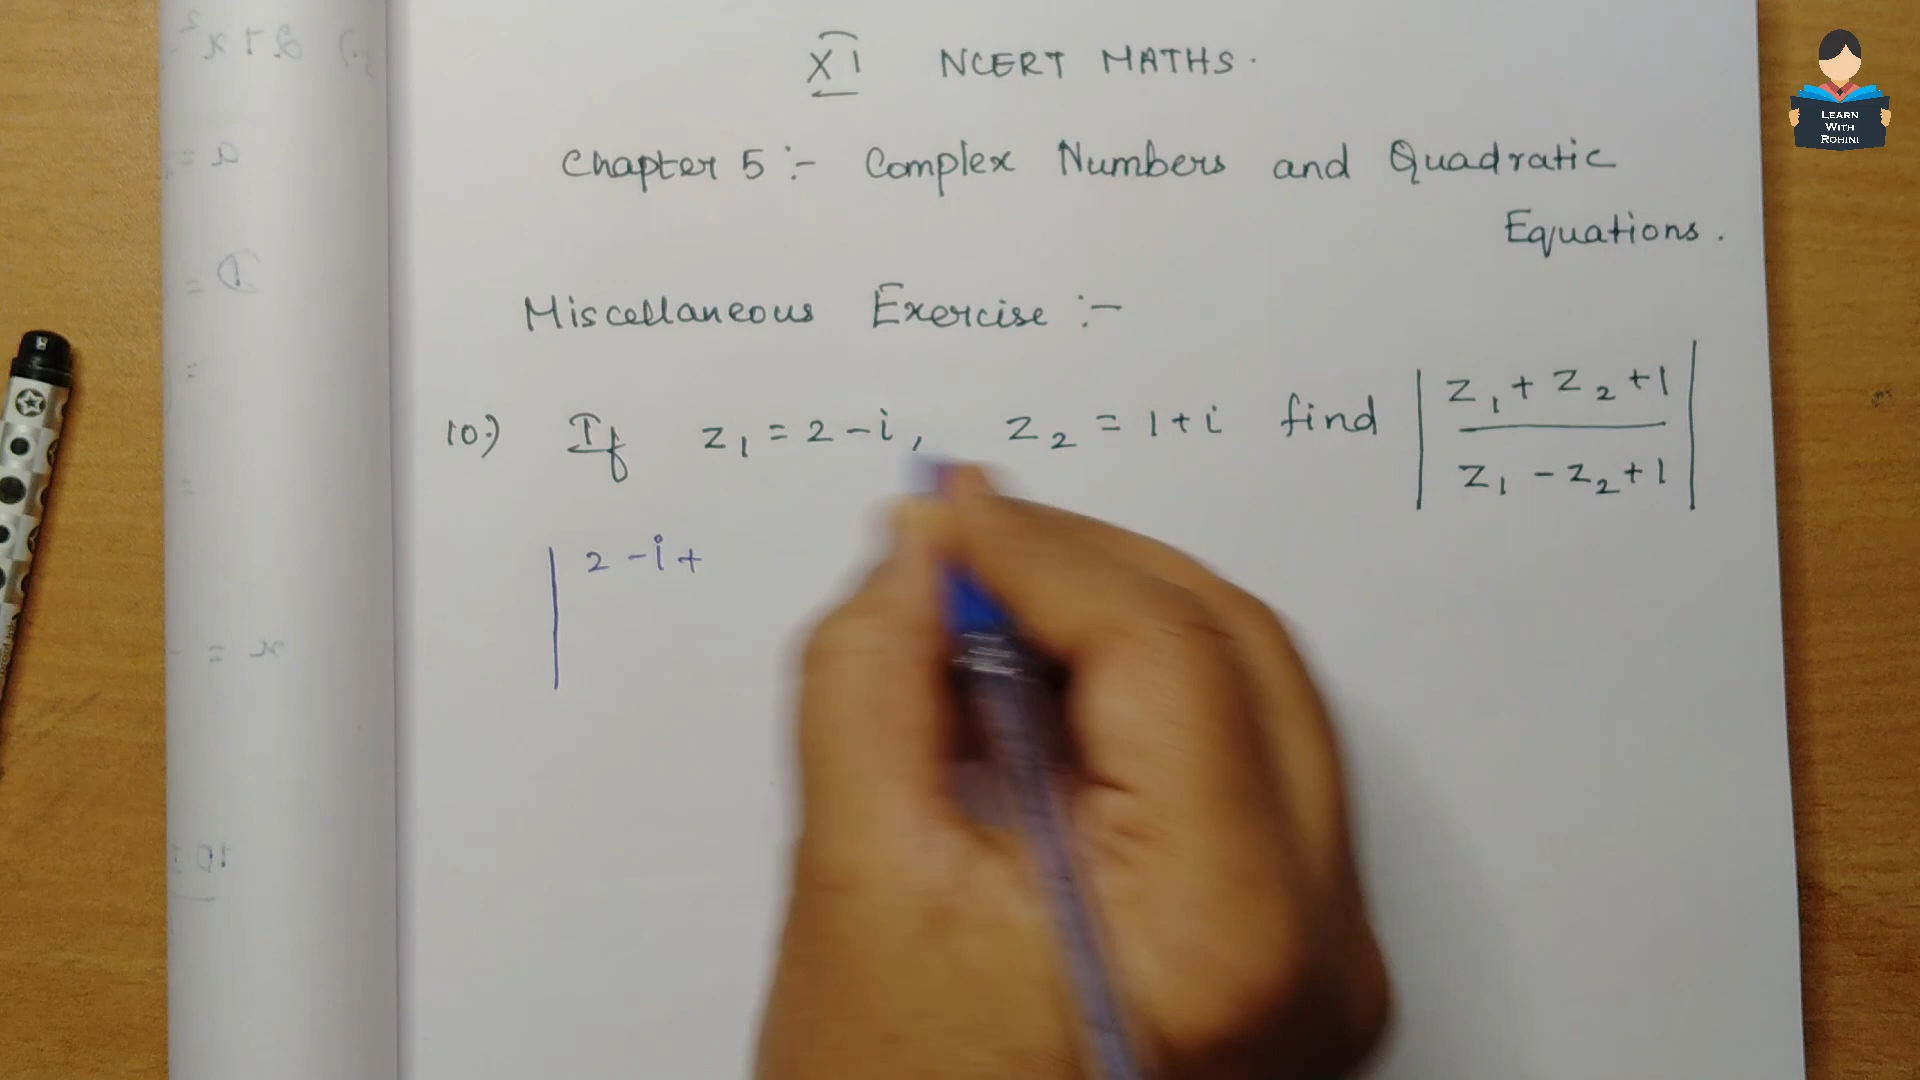 XI NCERT MATHS.
Chapter 5 :- Complex Numbers and Quadratic
Equations.
Miscellaneous Exercise :-
10.) If z₁ = 2 - i, z₂ = 1 + i find | (z₁ + z₂ + 1) / (z₁ - z₂ + 1) |
| 2 - i +
LEARN
WITH
ROHINI